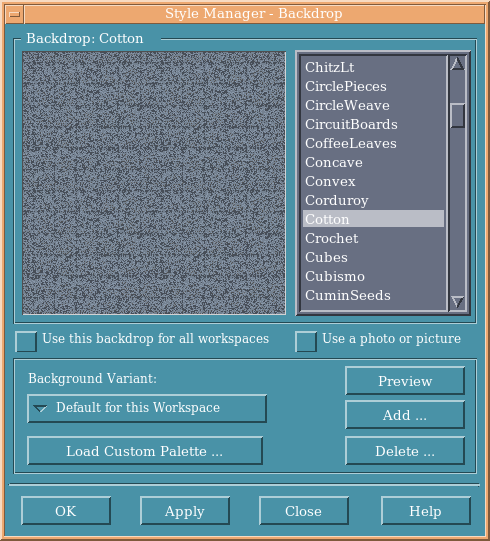 Style Manager - Backdrop
Backdrop: Cotton
ChitzLt
CirclePieces
CircleWeave
CircuitBoards
CoffeeLeaves
Concave
Convex
Corduroy
Cotton
Crochet
Cubes
Cubismo
CuminSeeds
Use this backdrop for all workspaces
Use a photo or picture
Background Variant:
Default for this Workspace
Load Custom Palette ...
Preview
Add ...
Delete ...
OK
Apply
Close
Help